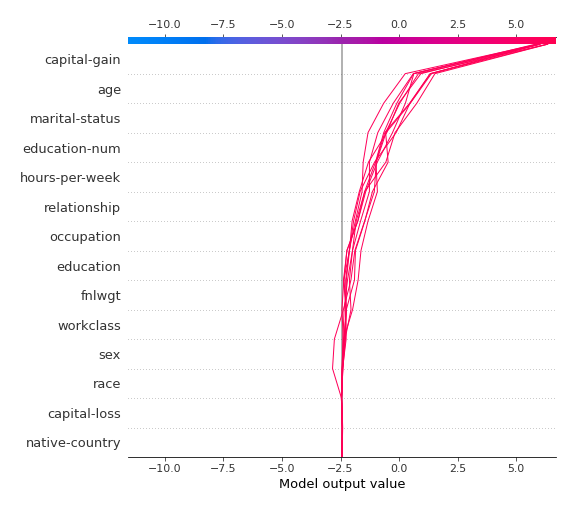 −10.0 −7.5 −5.0 −2.5 0.0 2.5 5.0
capital-gain
age
marital-status
education-num
hours-per-week
relationship
occupation
education
fnlwgt
workclass
sex
race
capital-loss
native-country
−10.0 −7.5 −5.0 −2.5 0.0 2.5 5.0
Model output value